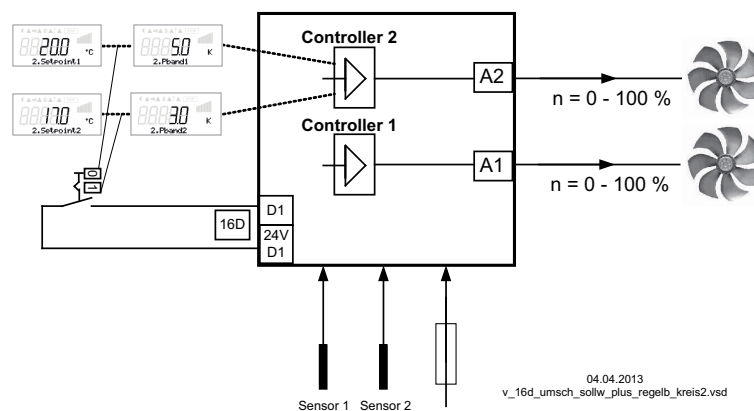 Controller 2
20.0 °C
2.Setpoint1
5.0 K
2.Pband1
A2
n = 0 - 100 %
17.0 °C
2.Setpoint2
3.0 K
2.Pband2
Controller 1
A1
n = 0 - 100 %
0
1
D1
16D
24V
D1
Sensor 1
Sensor 2
04.04.2013
v_16d_umsch_sollw_plus_regelb_kreis2.vsd